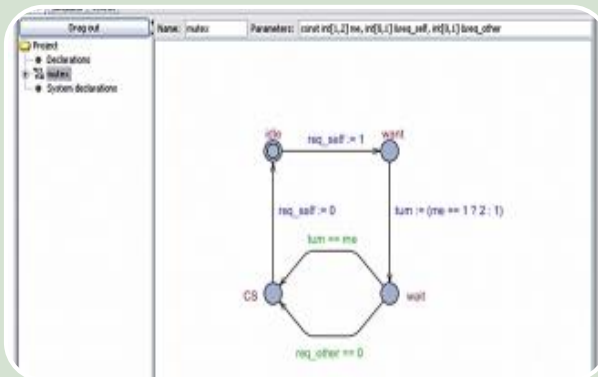 Drag out
Name: mutex Parameters: const int[1,2] me, int[0,1] &req_self, int[0,1] &req_other
Project
Declarations
mutex
System declarations
idle
req_self := 1
want
req_self := 0
turn := (me == 1 ? 2 : 1)
turn == me
CS
wait
req_other == 0